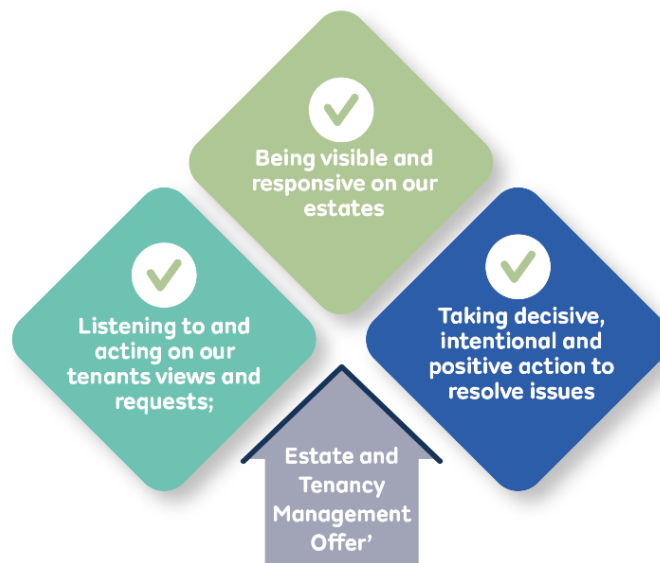 Being visible and
responsive on our
estates
Listening to and
acting on our
tenants views and
requests;
Taking decisive,
intentional and
positive action to
resolve issues
Estate and
Tenancy
Management
Offer’